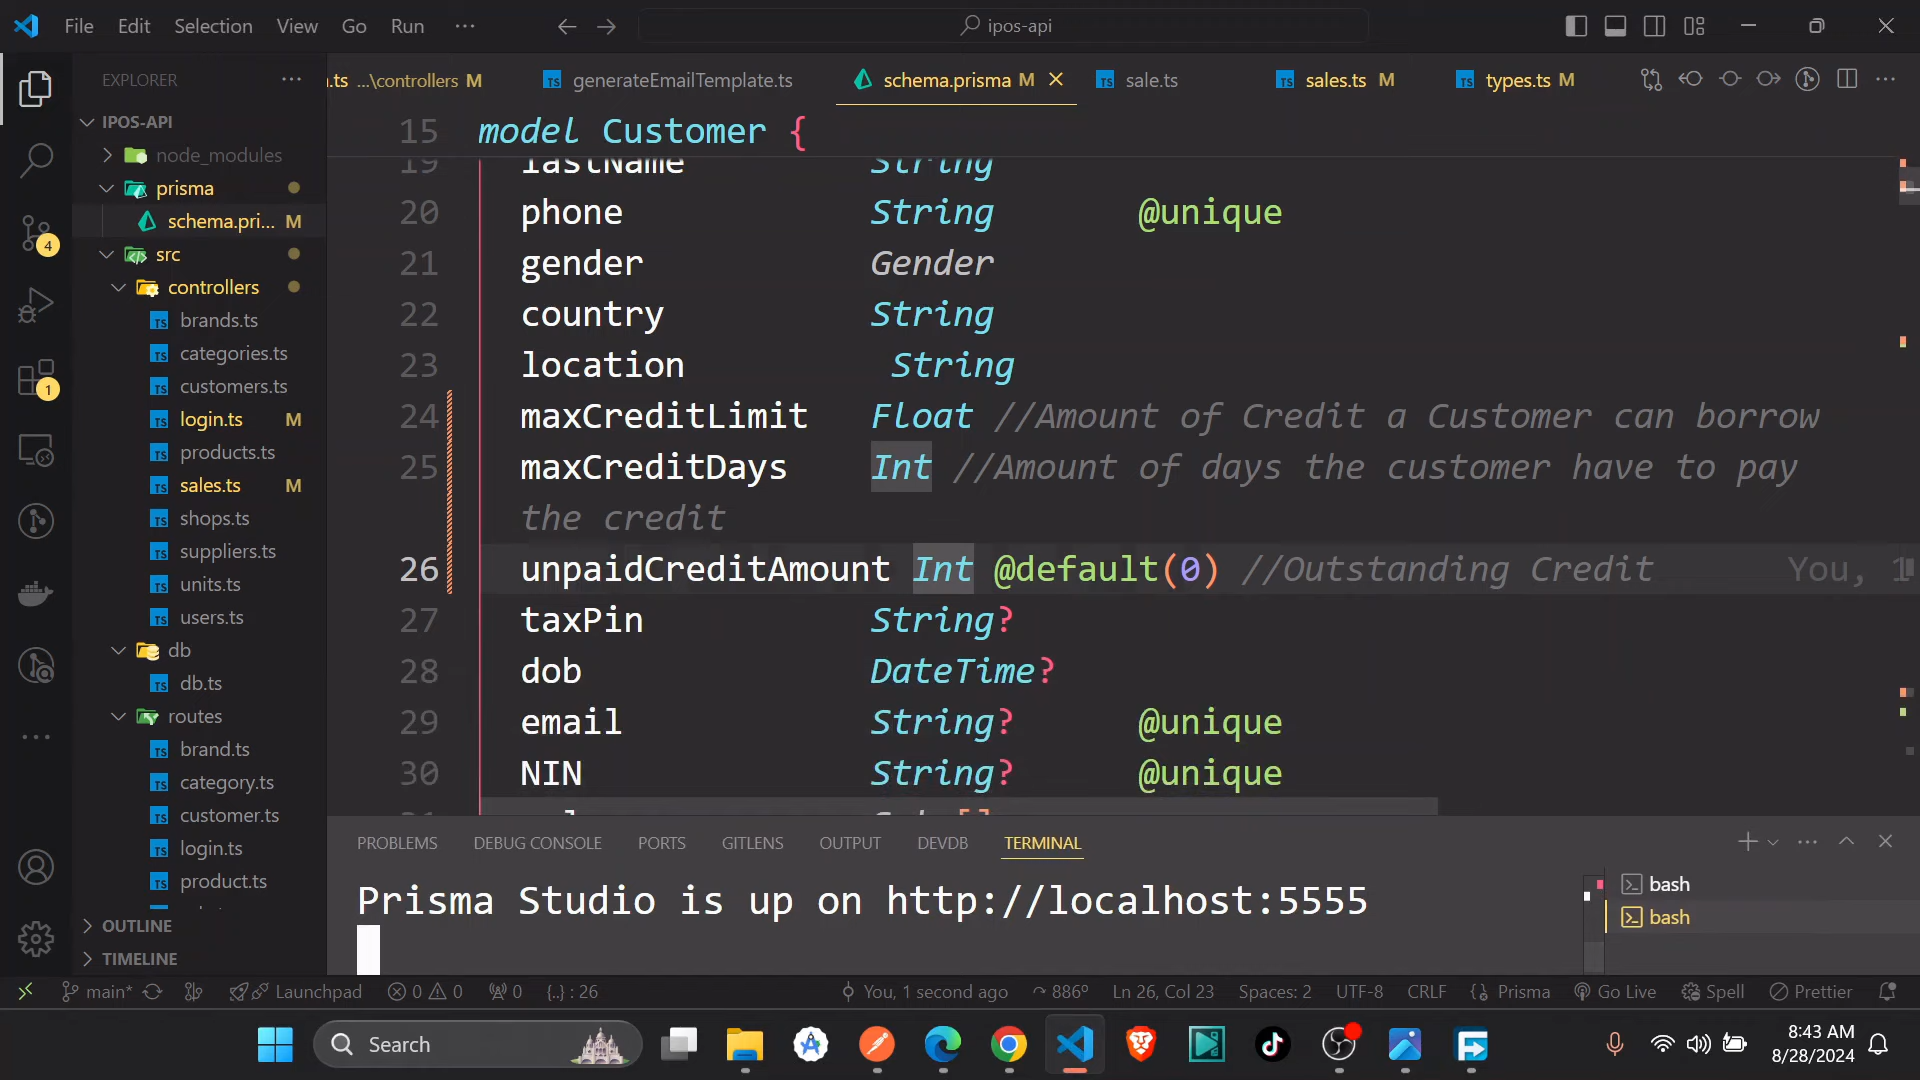 File Edit Selection View Go Run ...
ipos-api
EXPLORER
.ts ...\controllers M
generateEmailTemplate.ts
schema.prisma M
sale.ts
sales.ts M
types.ts M
IPOS-API
node_modules
prisma
schema.pri... M
src
controllers
brands.ts
categories.ts
customers.ts
login.ts M
products.ts
sales.ts M
shops.ts
suppliers.ts
units.ts
users.ts
db
db.ts
routes
brand.ts
category.ts
customer.ts
login.ts
product.ts
OUTLINE
TIMELINE
4
1
15 model Customer {
19 lastName String
20 phone String @unique
21 gender Gender
22 country String
23 location String
24 maxCreditLimit Float //Amount of Credit a Customer can borrow
25 maxCreditDays Int //Amount of days the customer have to pay
the credit
26 unpaidCreditAmount Int @default(0) //Outstanding Credit You, 1
27 taxPin String?
28 dob DateTime?
29 email String? @unique
30 NIN String? @unique
PROBLEMS DEBUG CONSOLE PORTS GITLENS OUTPUT DEVDB TERMINAL
Prisma Studio is up on http://localhost:5555
bash
bash
main* Launchpad 0 0 0 {..} : 26 You, 1 second ago 886° Ln 26, Col 23 Spaces: 2 UTF-8 CRLF Prisma Go Live Spell Prettier
Search
8:43 AM
8/28/2024